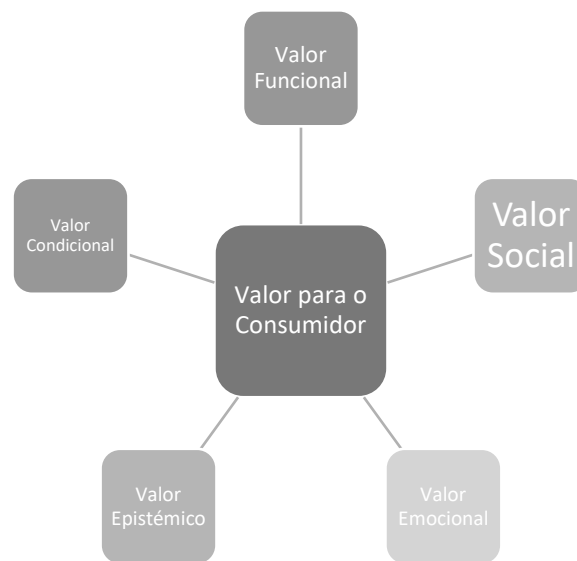 Valor
Funcional
Valor
Condicional
Valor
Social
Valor para o
Consumidor
Valor
Epistémico
Valor
Emocional